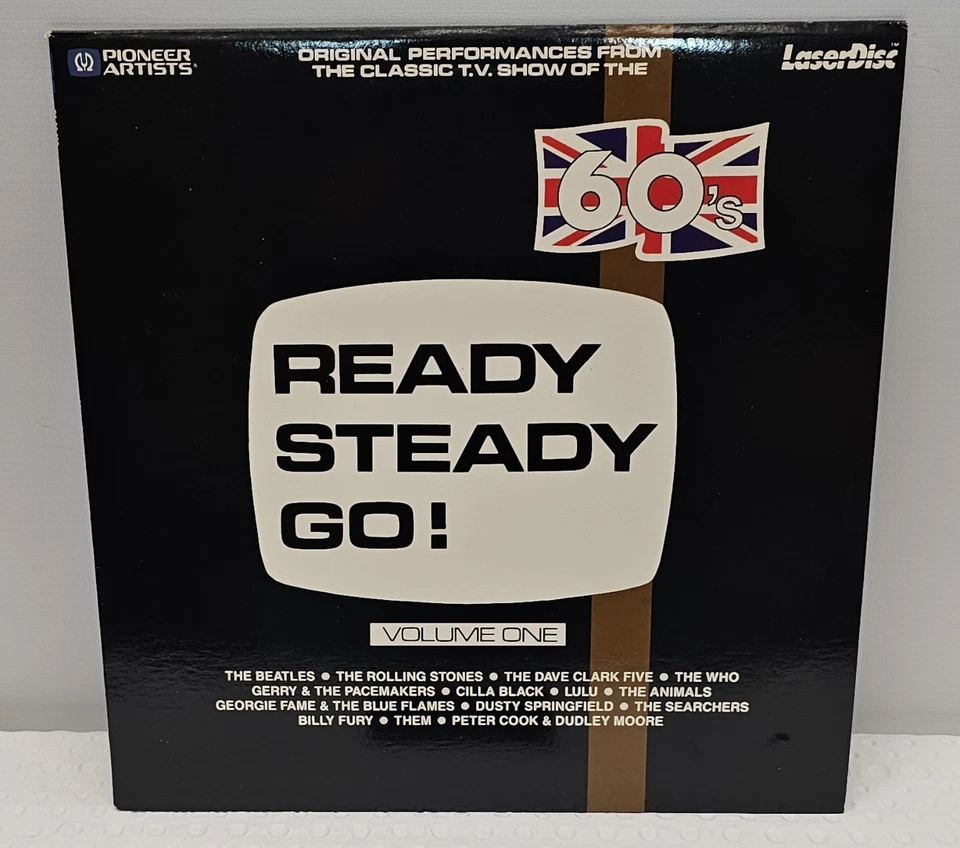 PIONEER
ARTISTS®
ORIGINAL PERFORMANCES FROM
THE CLASSIC T.V. SHOW OF THE
LaserDisc™
60's
READY
STEADY
GO!
VOLUME ONE
THE BEATLES • THE ROLLING STONES • THE DAVE CLARK FIVE • THE WHO
GERRY & THE PACEMAKERS • CILLA BLACK • LULU • THE ANIMALS
GEORGIE FAME & THE BLUE FLAMES • DUSTY SPRINGFIELD • THE SEARCHERS
BILLY FURY • THEM • PETER COOK & DUDLEY MOORE